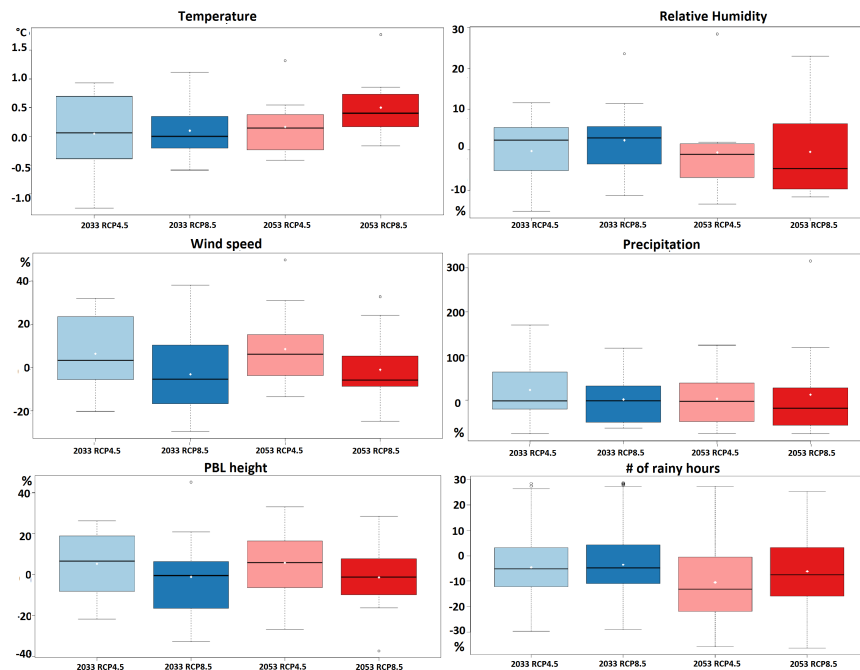 Temperature
°C
1.5
1.0
0.5
0.0
-0.5
-1.0
2033 RCP4.5 2033 RCP8.5 2053 RCP4.5 2053 RCP8.5
Relative Humidity
30
20
10
0
-10
%
2033 RCP4.5 2033 RCP8.5 2053 RCP4.5 2053 RCP8.5
Wind speed
%
40
20
0
-20
2033 RCP4.5 2033 RCP8.5 2053 RCP4.5 2053 RCP8.5
Precipitation
300
200
100
0
%
2033 RCP4.5 2033 RCP8.5 2053 RCP4.5 2053 RCP8.5
PBL height
%
40
20
0
-20
-40
2033 RCP4.5 2033 RCP8.5 2053 RCP4.5 2053 RCP8.5
# of rainy hours
30
20
10
0
-10
-20
-30
%
2033 RCP4.5 2033 RCP8.5 2053 RCP4.5 2053 RCP8.5